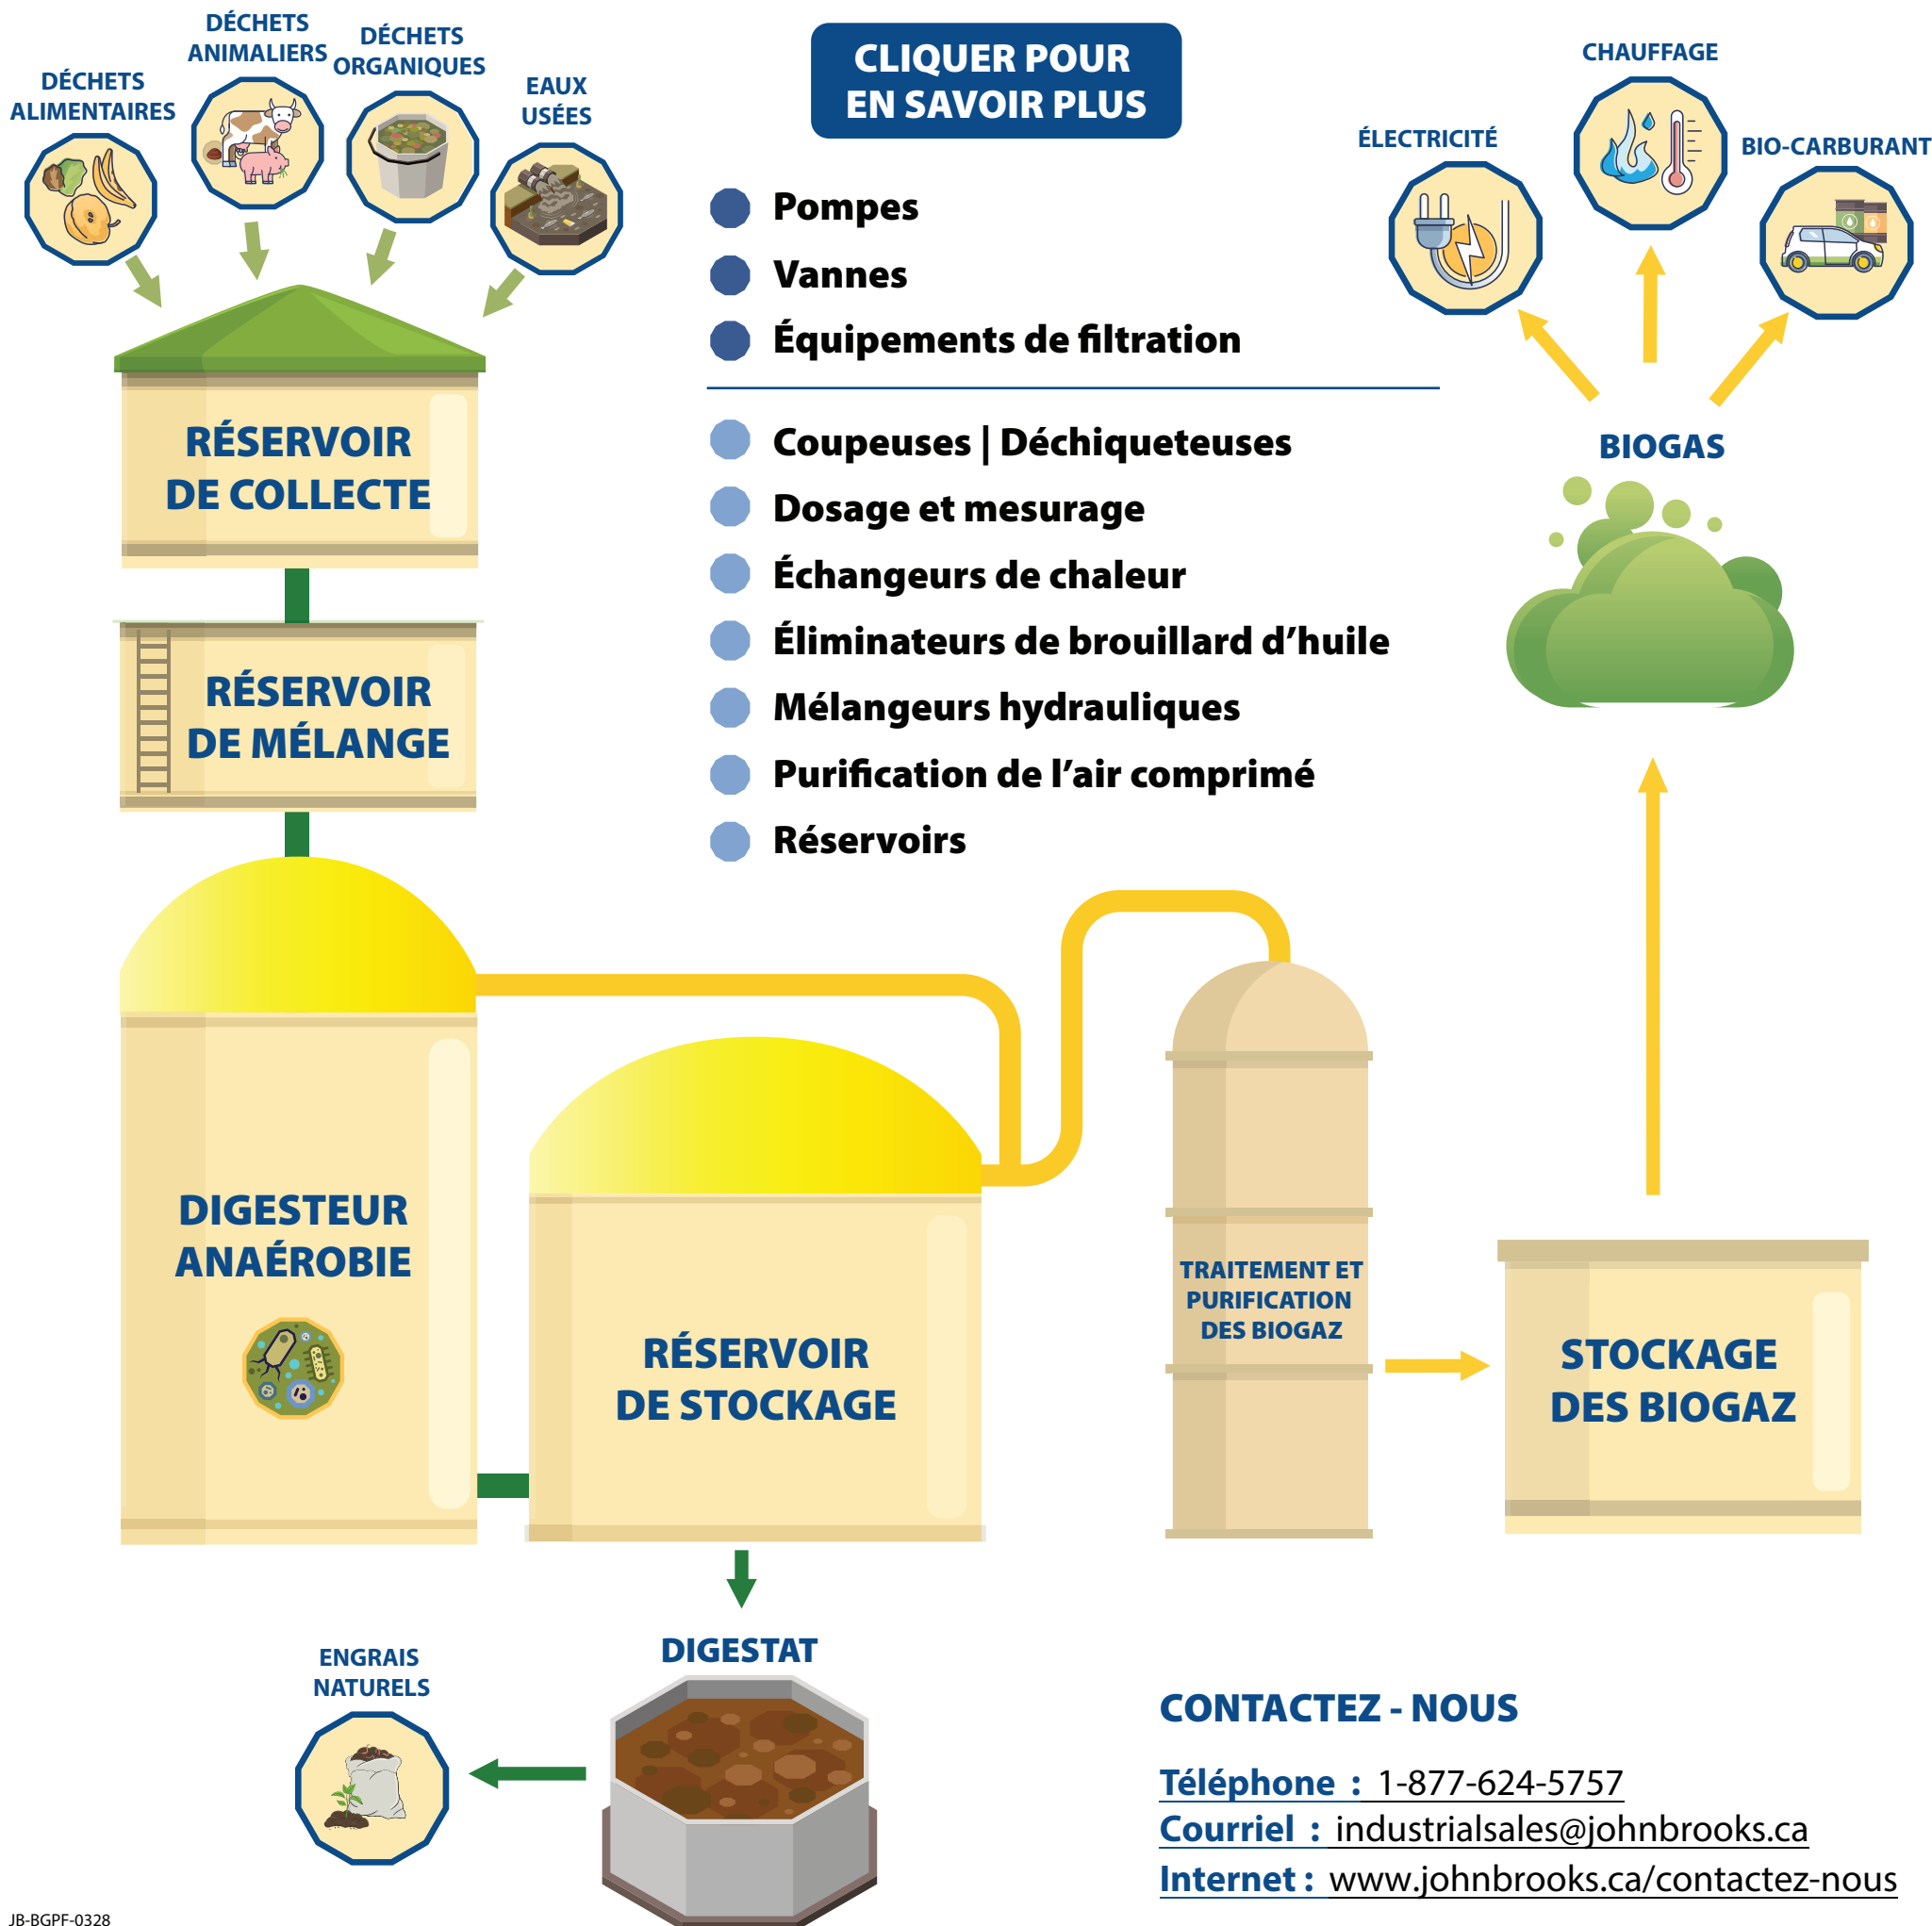 DÉCHETS
ALIMENTAIRES
DÉCHETS
ANIMALIERS
DÉCHETS
ORGANIQUES
EAUX
USÉES
CLIQUER POUR
EN SAVOIR PLUS
Pompes
Vannes
Équipements de filtration
Coupeuses | Déchiqueteuses
Dosage et mesurage
Échangeurs de chaleur
Éliminateurs de brouillard d’huile
Mélangeurs hydrauliques
Purification de l’air comprimé
Réservoirs
ÉLECTRICITÉ
CHAUFFAGE
BIO-CARBURANT
BIOGAS
RÉSERVOIR
DE COLLECTE
RÉSERVOIR
DE MÉLANGE
DIGESTEUR
ANAÉROBIE
RÉSERVOIR
DE STOCKAGE
TRAITEMENT ET
PURIFICATION
DES BIOGAZ
STOCKAGE
DES BIOGAZ
DIGESTAT
ENGRAIS
NATURELS
CONTACTEZ - NOUS
Téléphone : 1-877-624-5757
Courriel : industrialsales@johnbrooks.ca
Internet : www.johnbrooks.ca/contactez-nous
JB-BGPF-0328